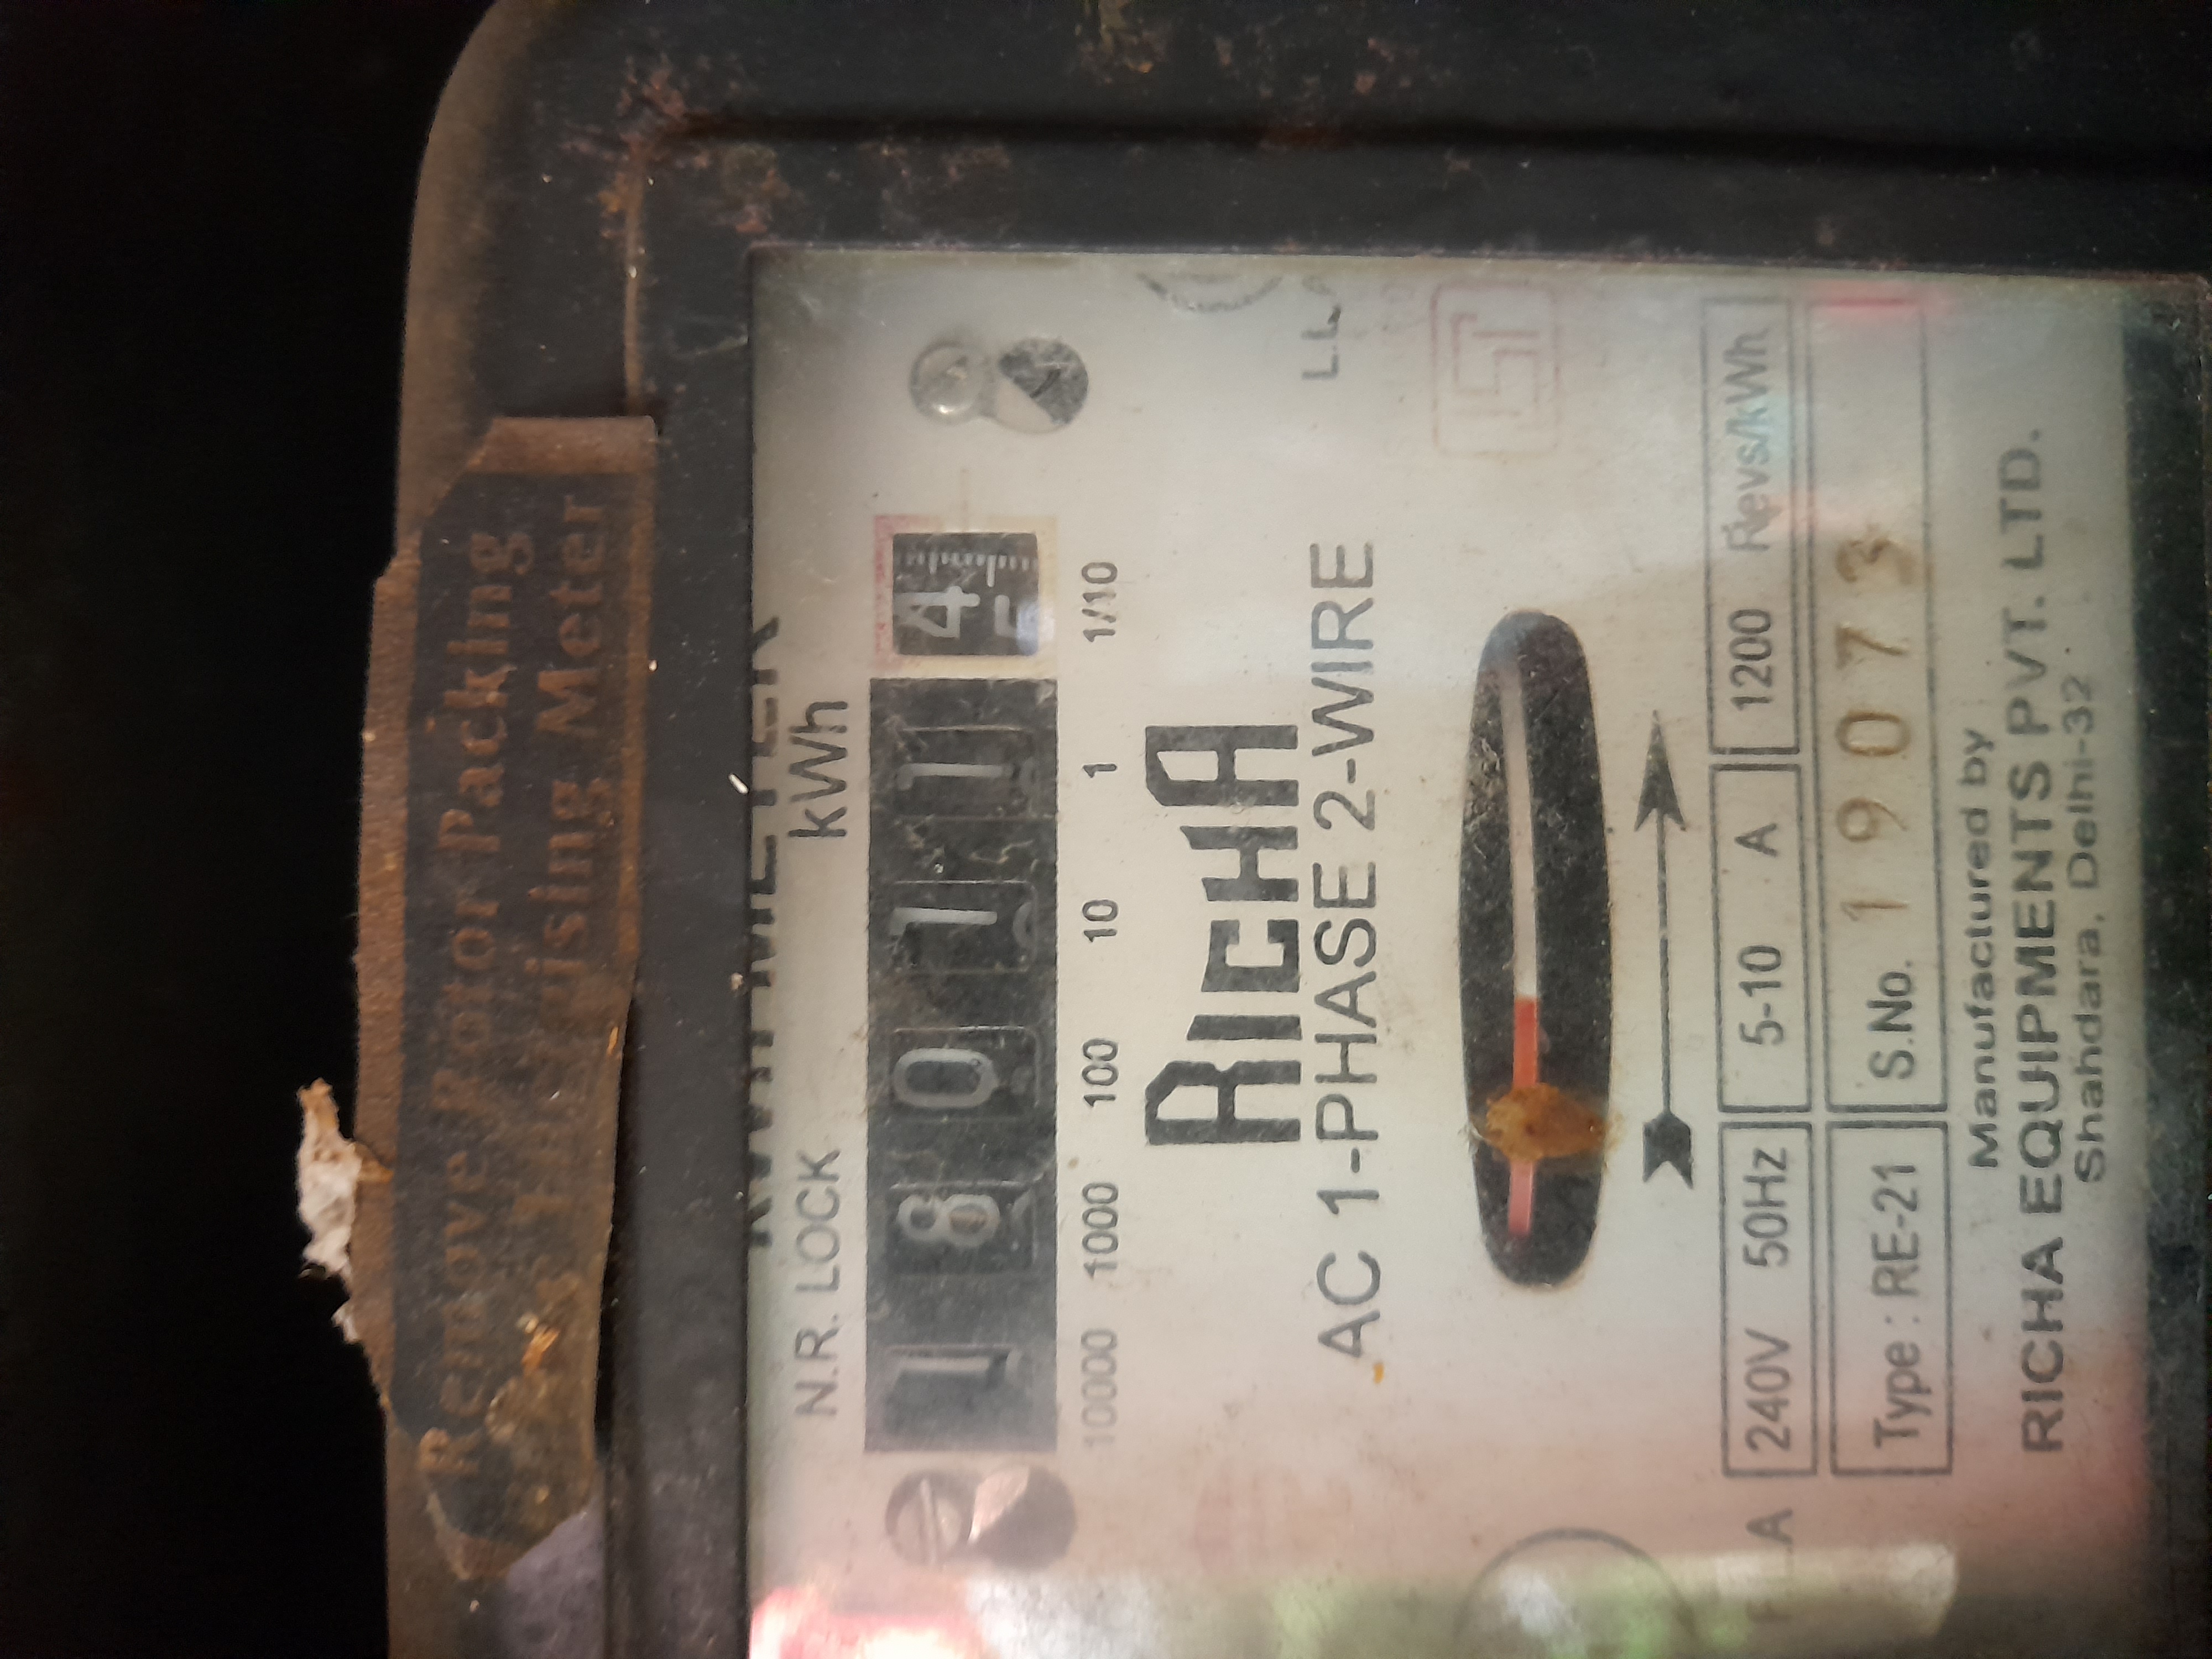 Remove Rotor Packing
Meter
KWH METER
N.R. LOCK kWh
1 8 0 1 1 4
10000 1000 100 10 1 1/10
RICHA
AC 1-PHASE 2-WIRE
240V 50Hz 5-10 A 1200 Revs/kWh
Type : RE-21 S.No. 19073
Manufactured by
RICHA EQUIPMENTS PVT. LTD.
Shahdara, Delhi-32